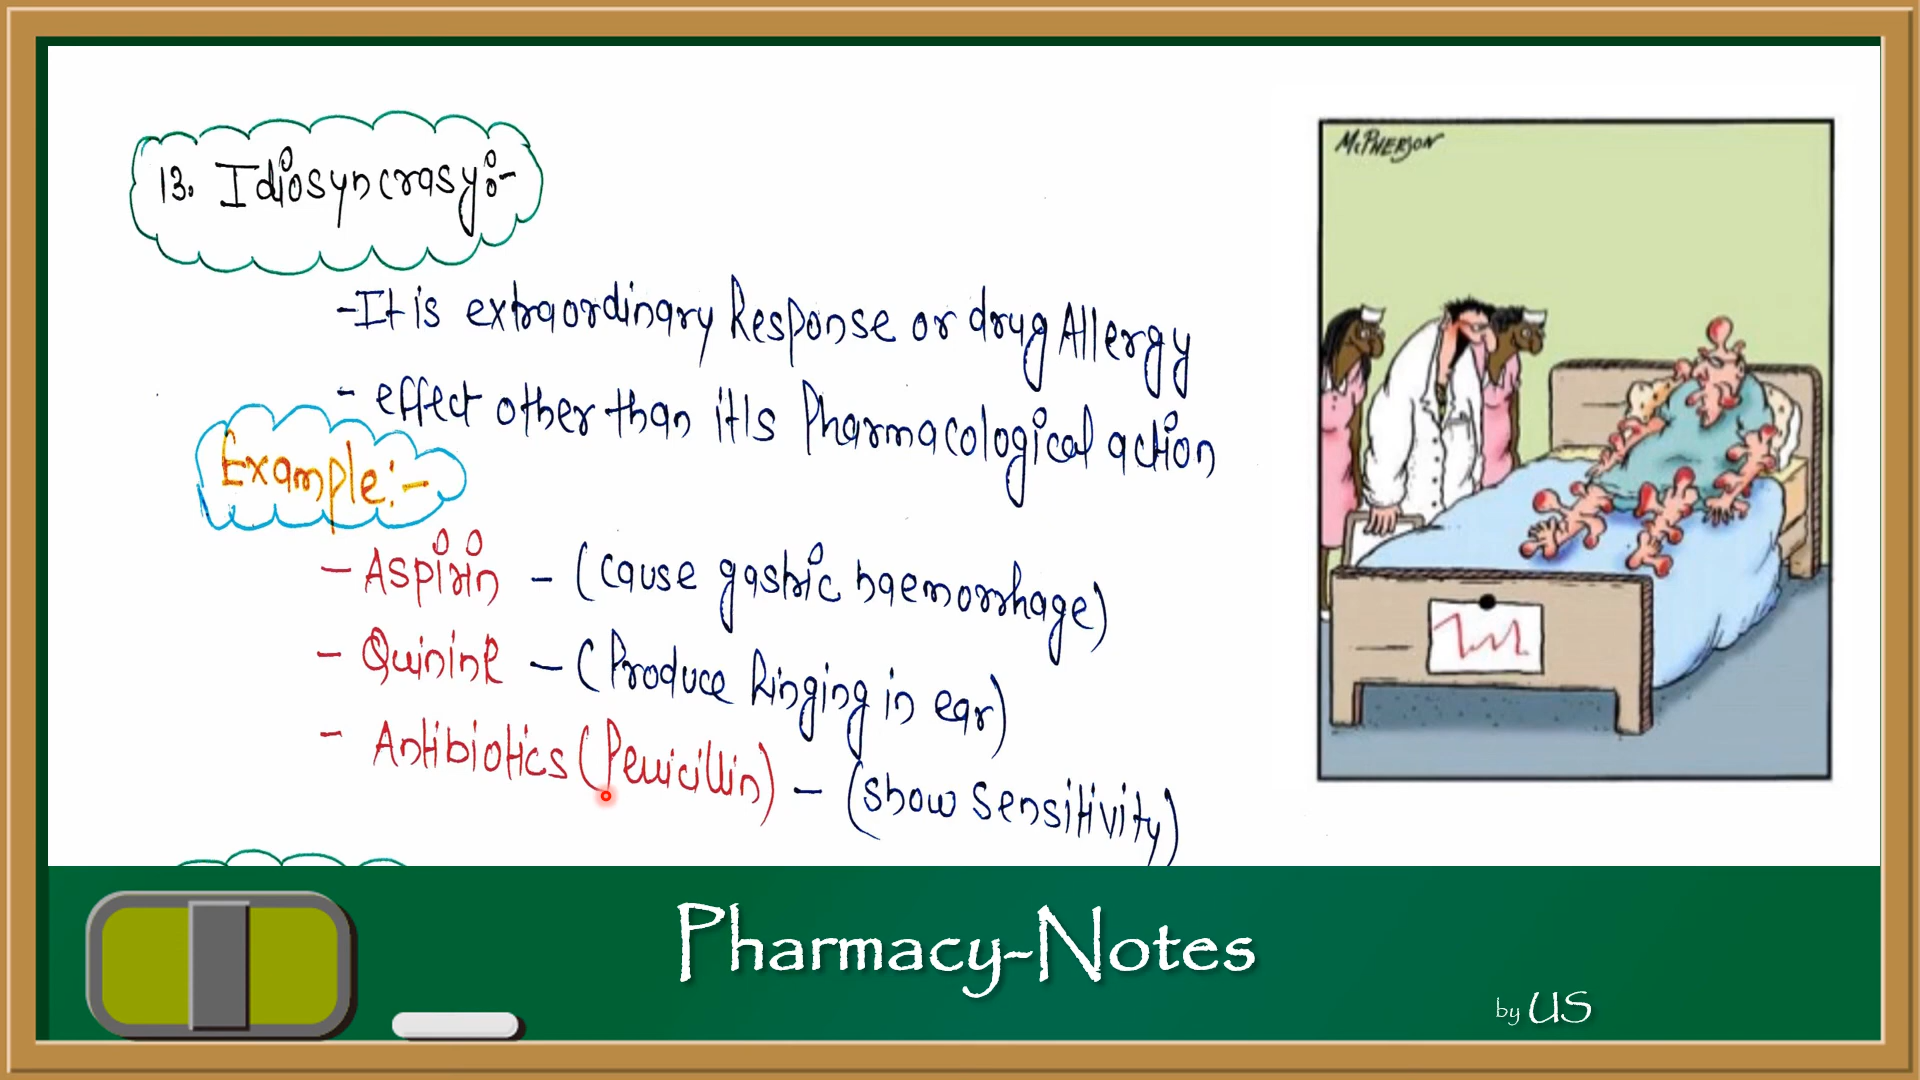 13. Idiosyncrasy:-
-It is extraordinary Response or drug Allergy
- effect other than it's Pharmacological action
Example:-
- Aspirin - (cause gastric haemorrhage)
- Quinine - (Produce Ringing in ear)
- Antibiotics (Penicillin) - (show sensitivity)
McPHERSON
Pharmacy-Notes
by US